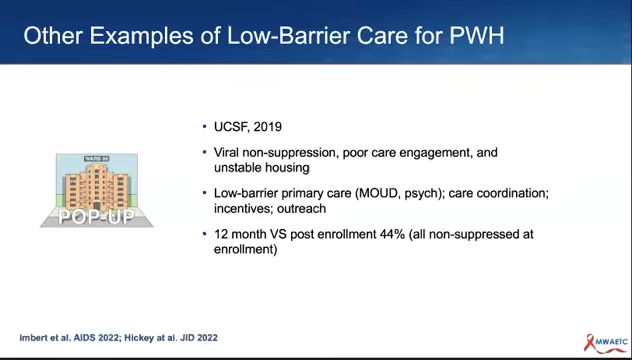 Other Examples of Low-Barrier Care for PWH
• UCSF, 2019
• Viral non-suppression, poor care engagement, and
unstable housing
WARD 86
POP-UP
• Low-barrier primary care (MOUD, psych); care coordination;
incentives; outreach
• 12 month VS post enrollment 44% (all non-suppressed at
enrollment)
Imbert et al. AIDS 2022; Hickey at al. JID 2022
MWAETC